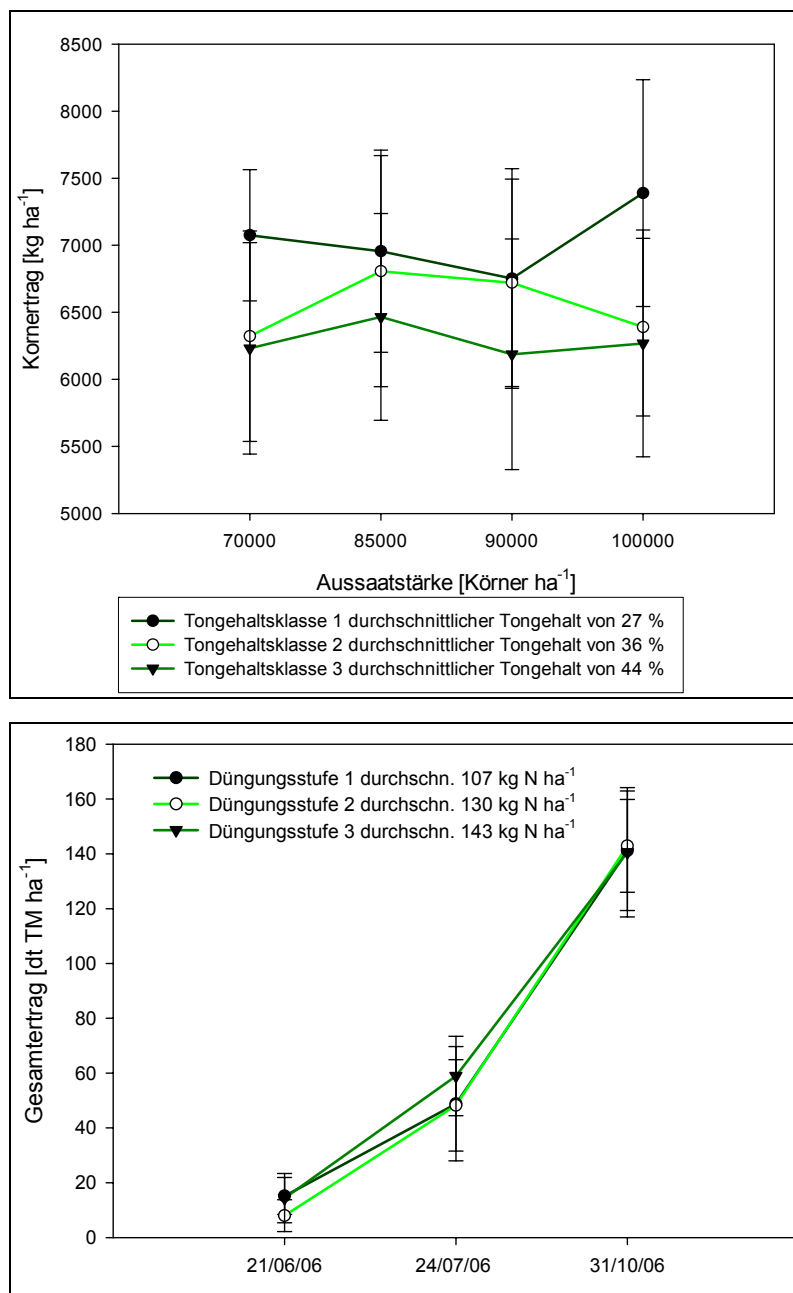 8500
8000
7500
7000
6500
6000
5500
5000
Kornertrag [kg ha⁻¹]
70000 85000 90000 100000
Aussaatstärke [Körner ha⁻¹]
Tongehaltsklasse 1 durchschnittlicher Tongehalt von 27 %
Tongehaltsklasse 2 durchschnittlicher Tongehalt von 36 %
Tongehaltsklasse 3 durchschnittlicher Tongehalt von 44 %
180
160
140
120
100
80
60
40
20
0
Gesamtertrag [dt TM ha⁻¹]
Düngungsstufe 1 durchschn. 107 kg N ha⁻¹
Düngungsstufe 2 durchschn. 130 kg N ha⁻¹
Düngungsstufe 3 durchschn. 143 kg N ha⁻¹
21/06/06 24/07/06 31/10/06